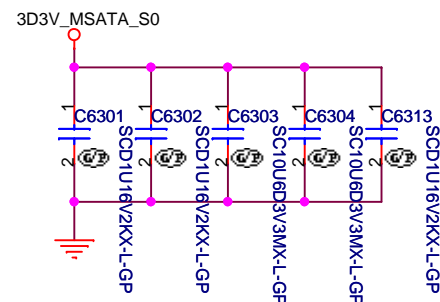 3D3V_MSATA_S0
1
C6301
2
G/P
SCD1U16V2KX-L-GP
1
C6302
2
G/P
SCD1U16V2KX-L-GP
1
C6303
2
G/P
SC10U6D3V3MX-L-GP
1
C6304
2
G/P
SC10U6D3V3MX-L-GP
1
C6313
2
G/P
SCD1U16V2KX-L-GP